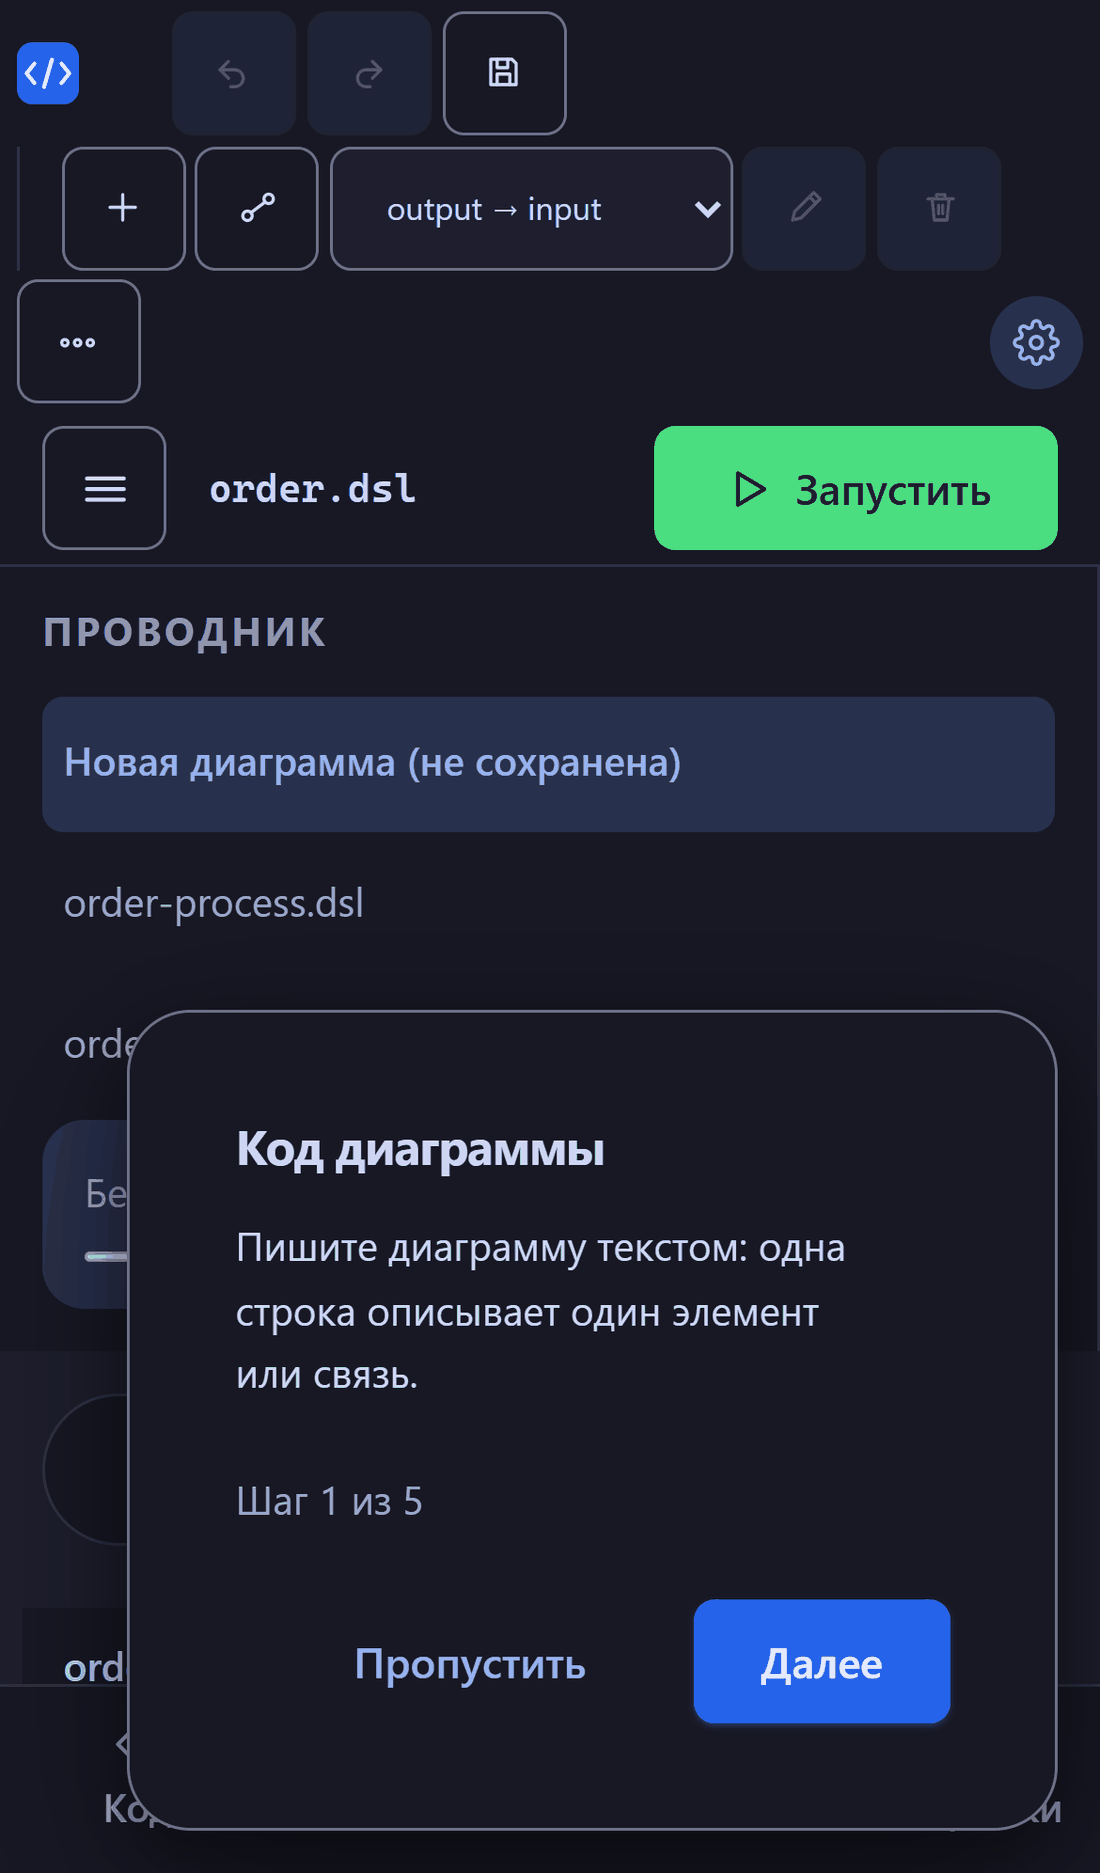 output → input
order.dsl
Запустить
ПРОВОДНИК
Новая диаграмма (не сохранена)
order-process.dsl
Код диаграммы
Пишите диаграмму текстом: одна
строка описывает один элемент
или связь.
Шаг 1 из 5
Пропустить
Далее